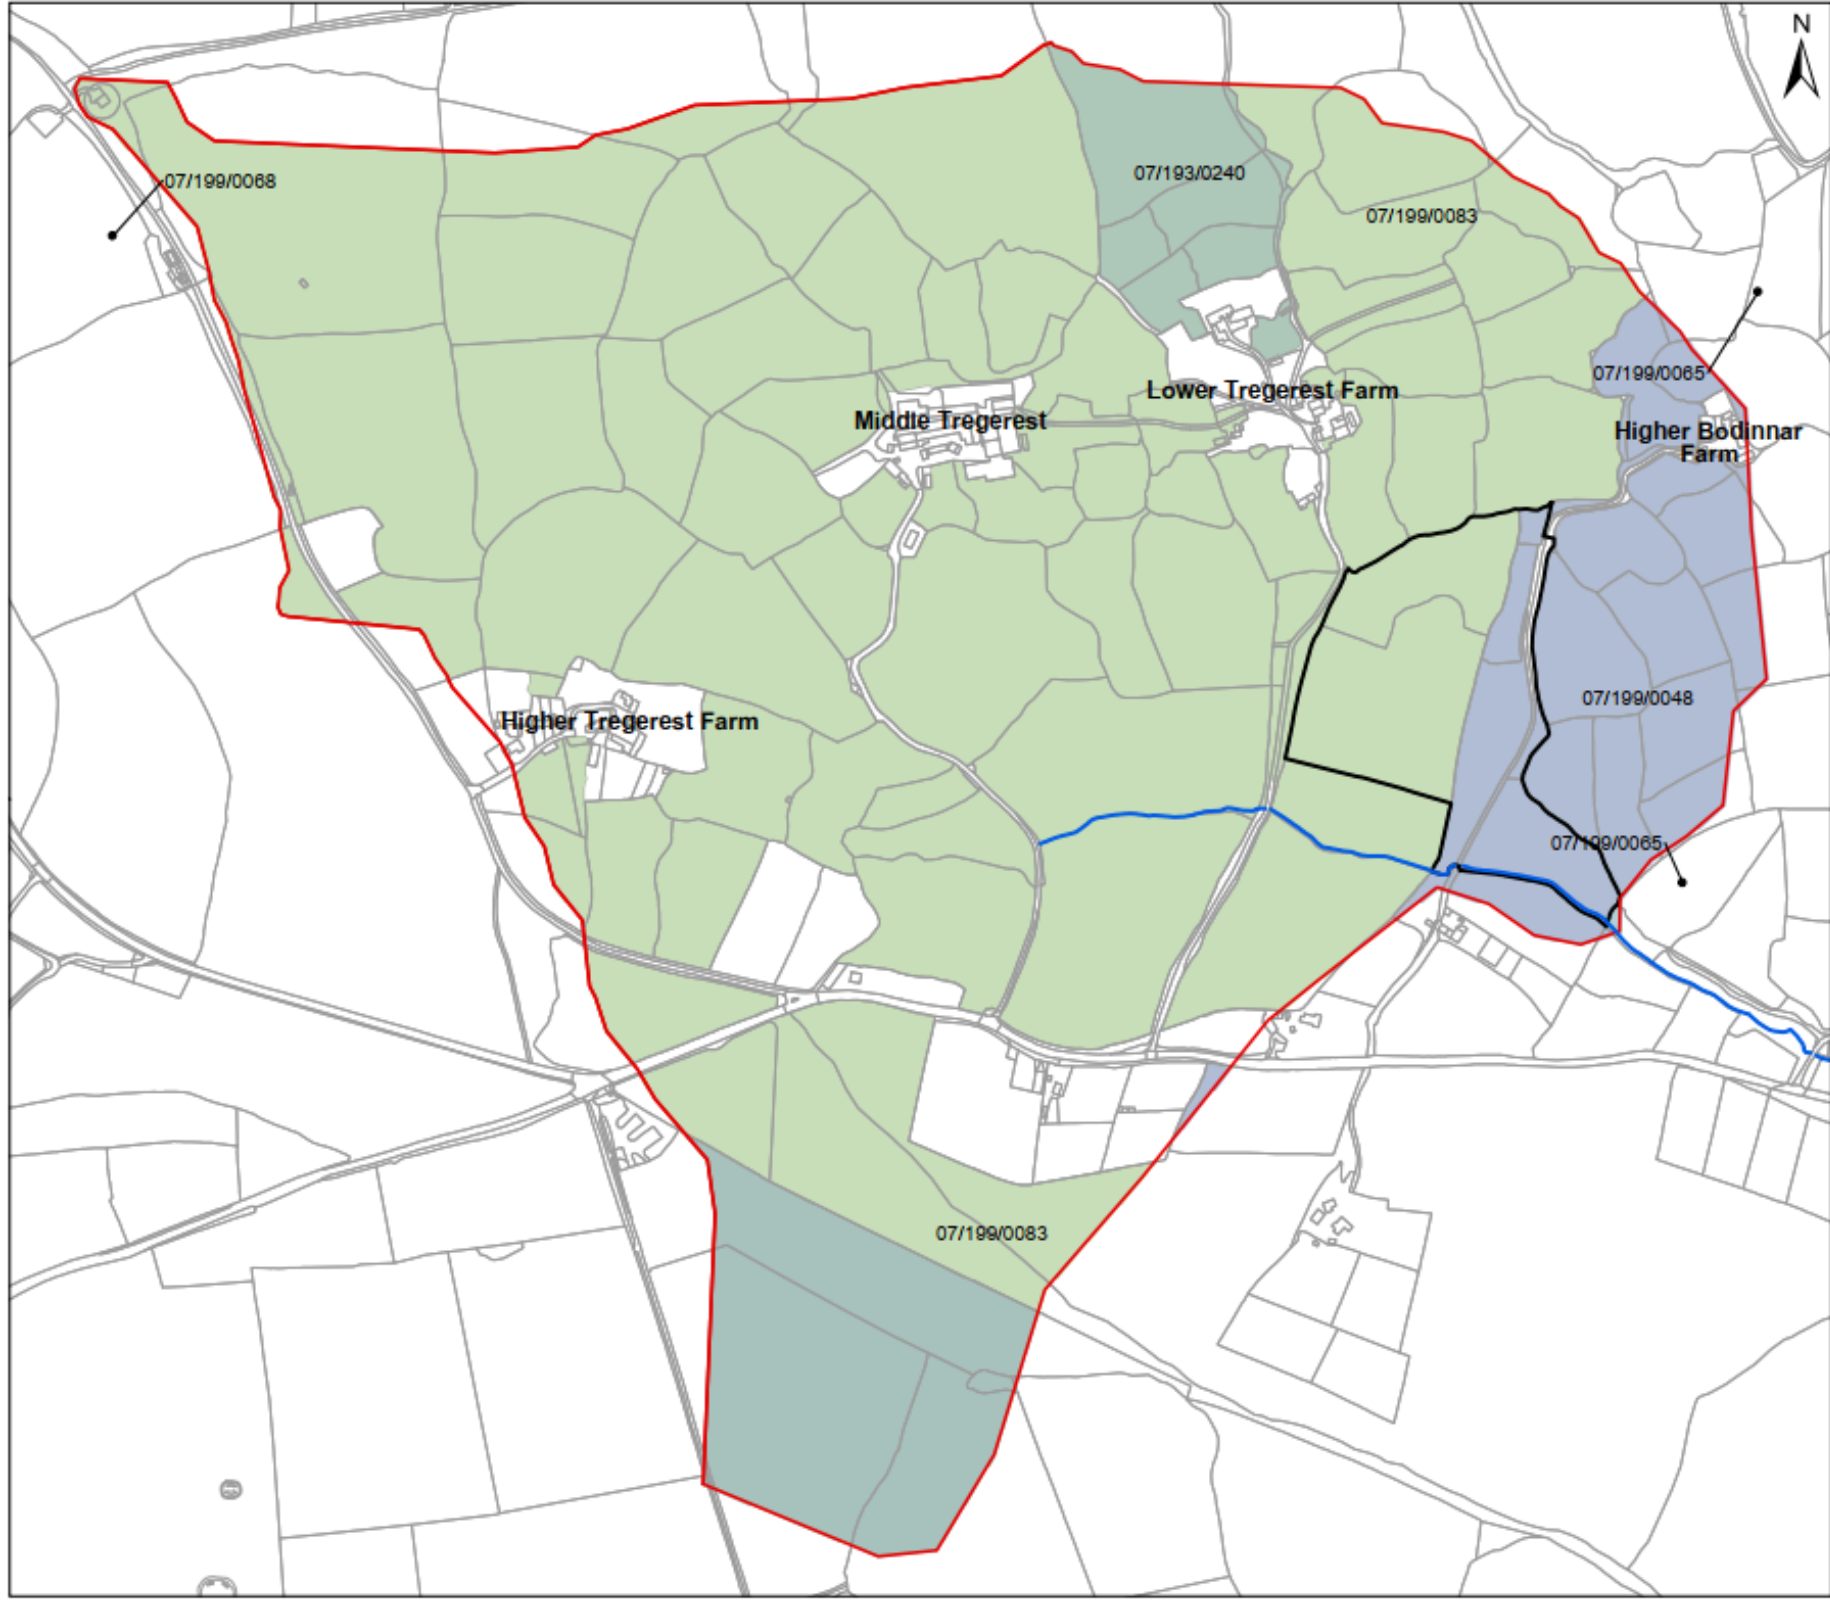 N
07/193/0240
07/199/0068
07/199/0083
07/199/0065
Lower Tregerest Farm
Middle Tregerest
Higher Bodinnar
Farm
07/199/0048
Higher Tregerest Farm
07/199/0065
07/199/0083